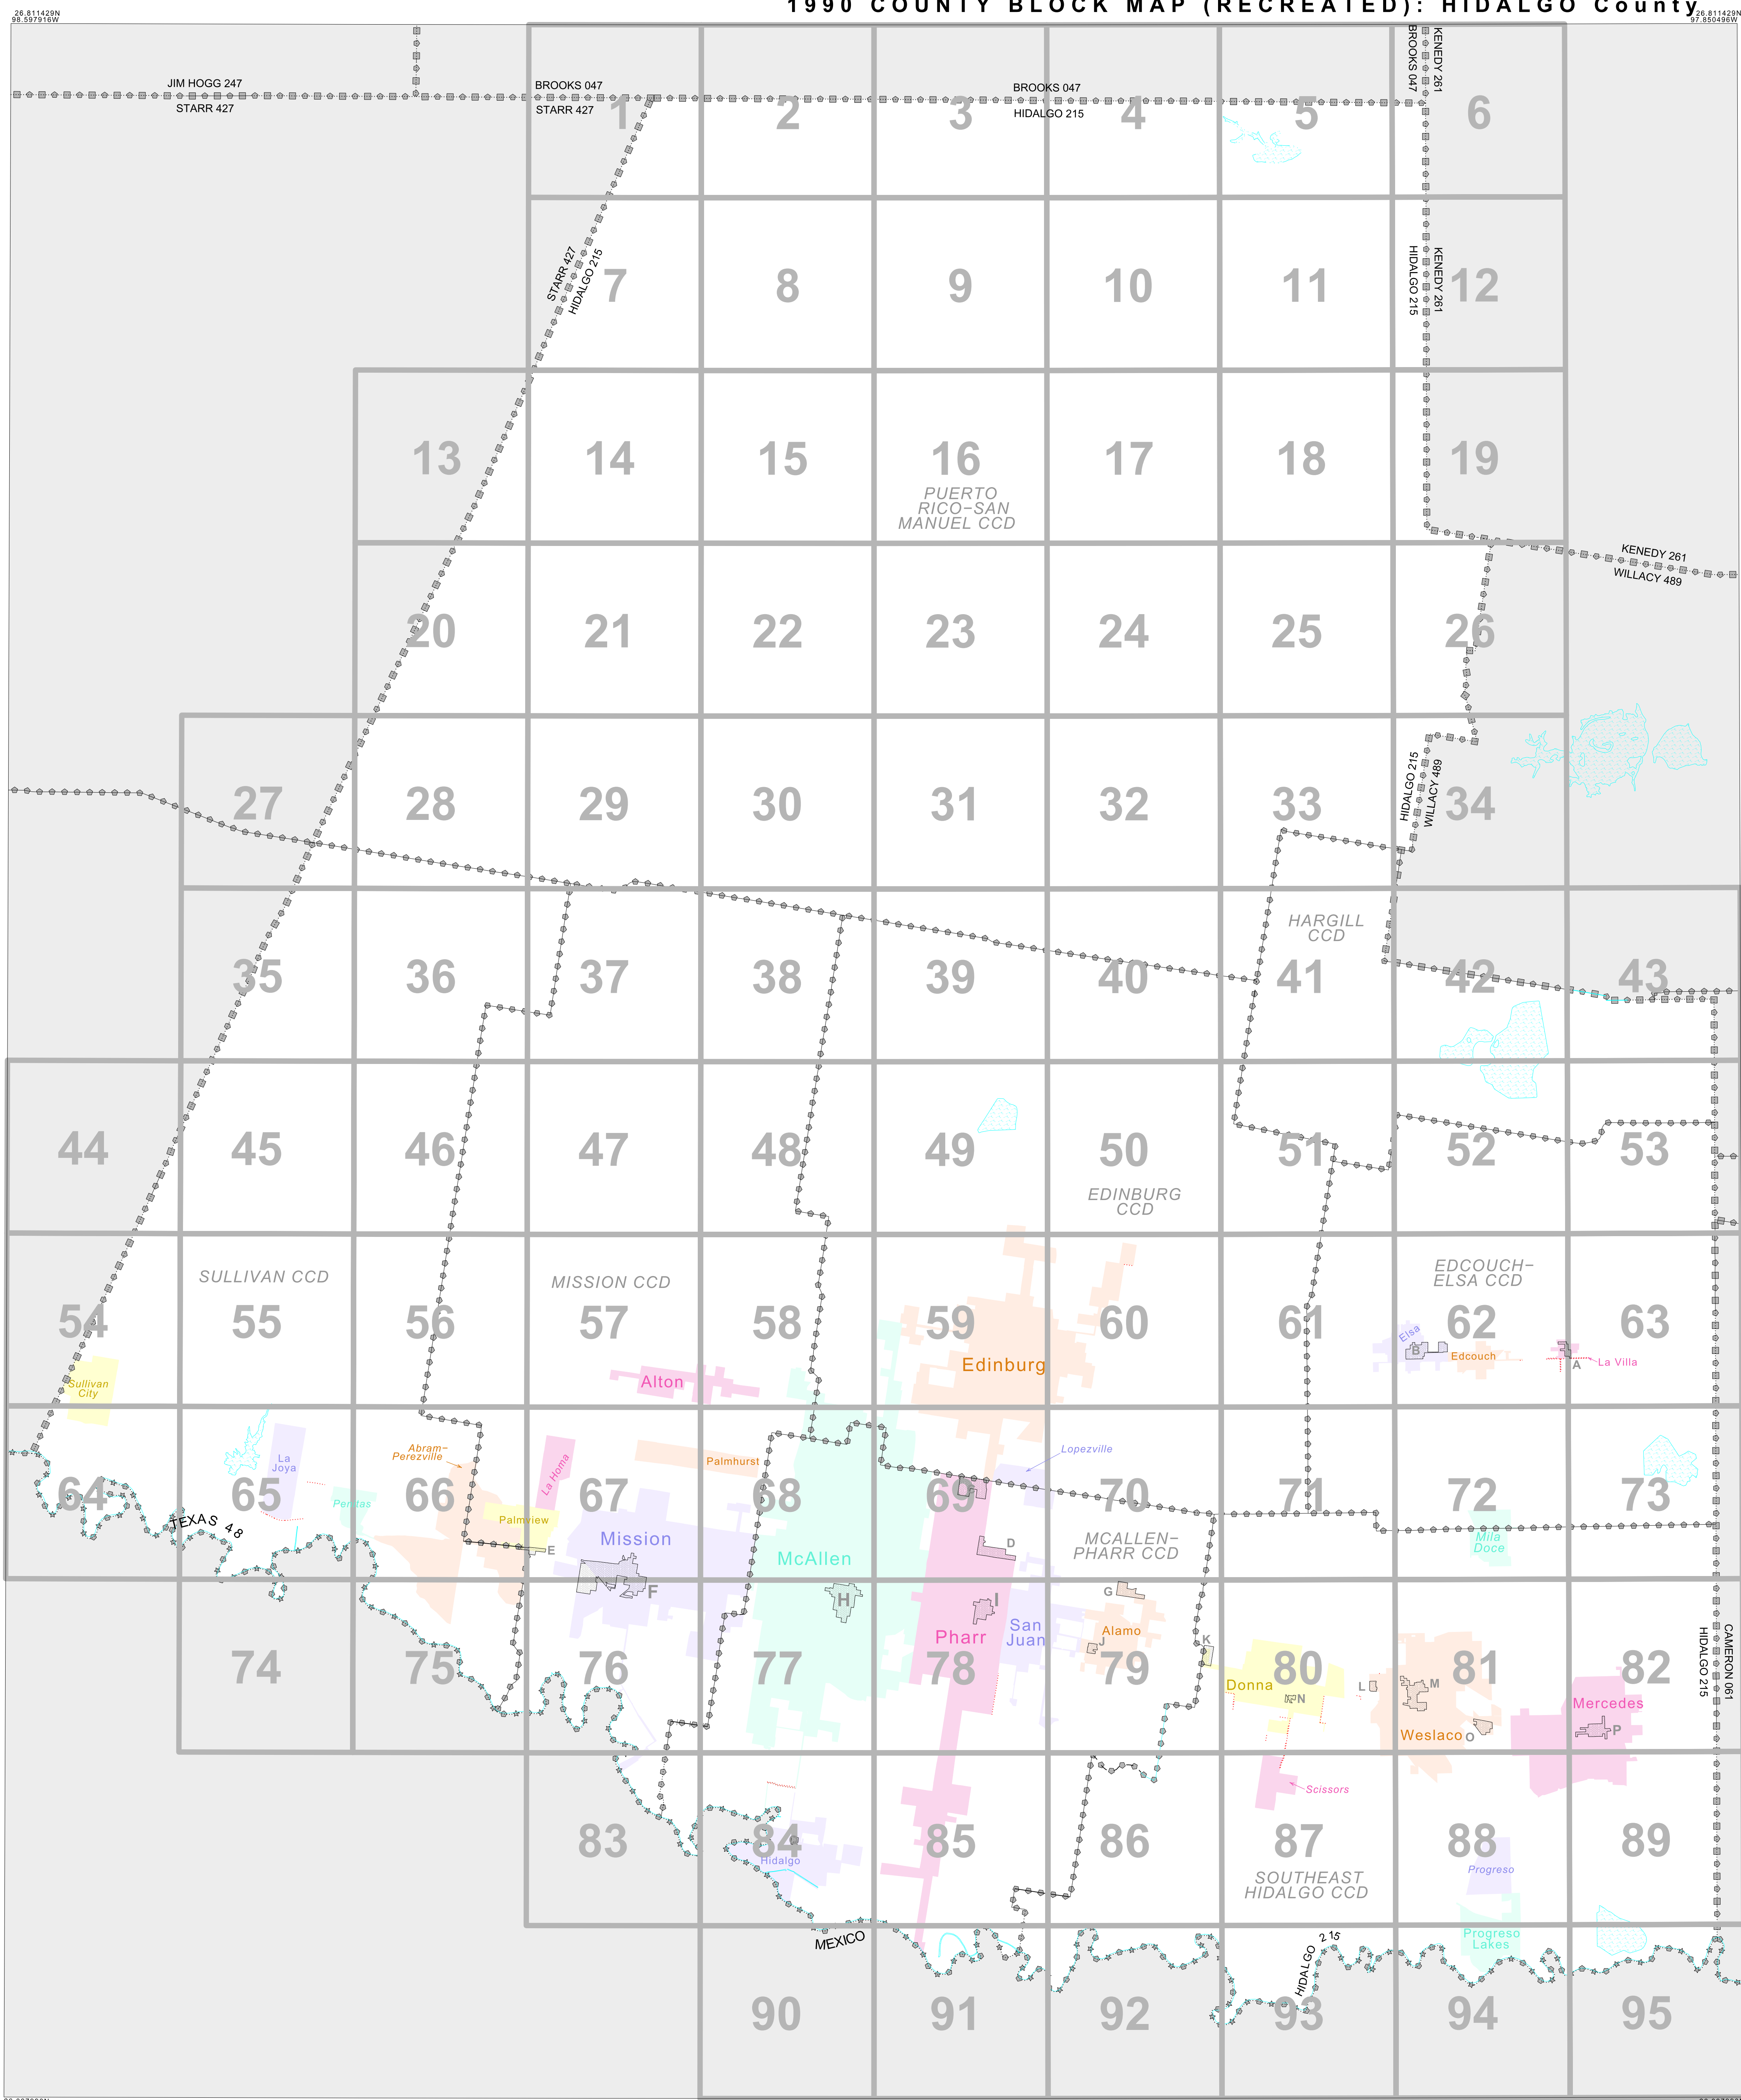 1990 COUNTY BLOCK MAP (RECREATED): HIDALGO County
26.811429N
98.597916W
26.811429N
97.850496W
JIM HOGG 247
STARR 427
BROOKS 047
STARR 427
BROOKS 047
HIDALGO 215
BROOKS 047
KENEDY 261
1
2
3
4
5
6
STARR 427
HIDALGO 215
HIDALGO 215
KENEDY 261
7
8
9
10
11
12
13
14
15
16
17
18
19
PUERTO
RICO-SAN
MANUEL CCD
KENEDY 261
WILLACY 489
20
21
22
23
24
25
26
27
28
29
30
31
32
33
34
HIDALGO 215
WILLACY 489
HARGILL
CCD
35
36
37
38
39
40
41
42
43
44
45
46
47
48
49
50
51
52
53
EDINBURG
CCD
SULLIVAN CCD
MISSION CCD
EDCOUCH-
ELSA CCD
54
55
56
57
58
59
60
61
62
63
Elsa
B
Edcouch
A
La Villa
Edinburg
Alton
Sullivan
City
La
Joya
Abram-
Perezville
La Homa
Palmhurst
Lopezville
64
65
66
67
68
69
70
71
72
73
Penitas
Palmview
TEXAS 48
Mission
McAllen
E
D
MCALLEN-
PHARR CCD
Mila
Doce
F
H
I
G
San
Juan
Alamo
J
K
Pharr
74
75
76
77
78
79
80
81
82
Donna
N
L
M
Weslaco
O
Mercedes
P
HIDALGO 215
CAMERON 061
Scissors
83
84
85
86
87
88
89
Hidalgo
Progreso
SOUTHEAST
HIDALGO CCD
MEXICO
HIDALGO 215
Progreso
Lakes
90
91
92
93
94
95